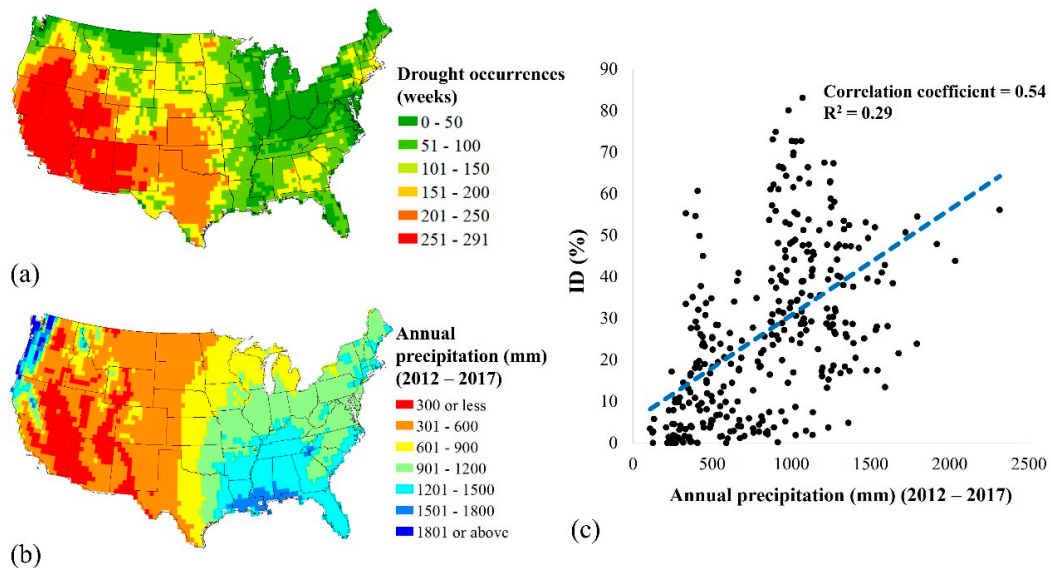 Drought occurrences
(weeks)
0 - 50
51 - 100
101 - 150
151 - 200
201 - 250
251 - 291
(a)
Annual
precipitation (mm)
(2012 – 2017)
300 or less
301 - 600
601 - 900
901 - 1200
1201 - 1500
1501 - 1800
1801 or above
(b)
Correlation coefficient = 0.54
R² = 0.29
ID (%)
90
80
70
60
50
40
30
20
10
0
0 500 1000 1500 2000 2500
Annual precipitation (mm) (2012 – 2017)
(c)